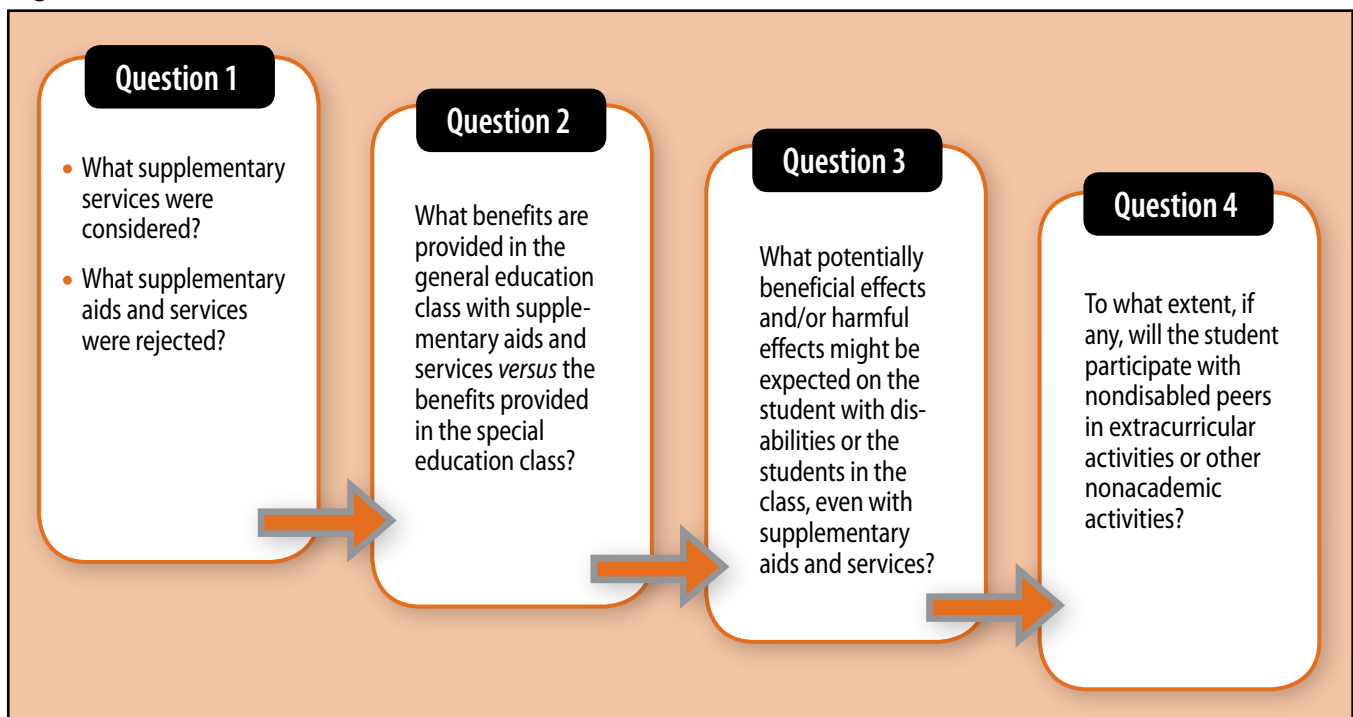 Question 1
• What supplementary
services were
considered?
• What supplementary
aids and services
were rejected?
Question 2
What benefits are
provided in the
general education
class with supple-
mentary aids and
services versus the
benefits provided
in the special
education class?
Question 3
What potentially
beneficial effects
and/or harmful
effects might be
expected on the
student with dis-
abilities or the
students in the
class, even with
supplementary
aids and services?
Question 4
To what extent, if
any, will the student
participate with
nondisabled peers
in extracurricular
activities or other
nonacademic
activities?